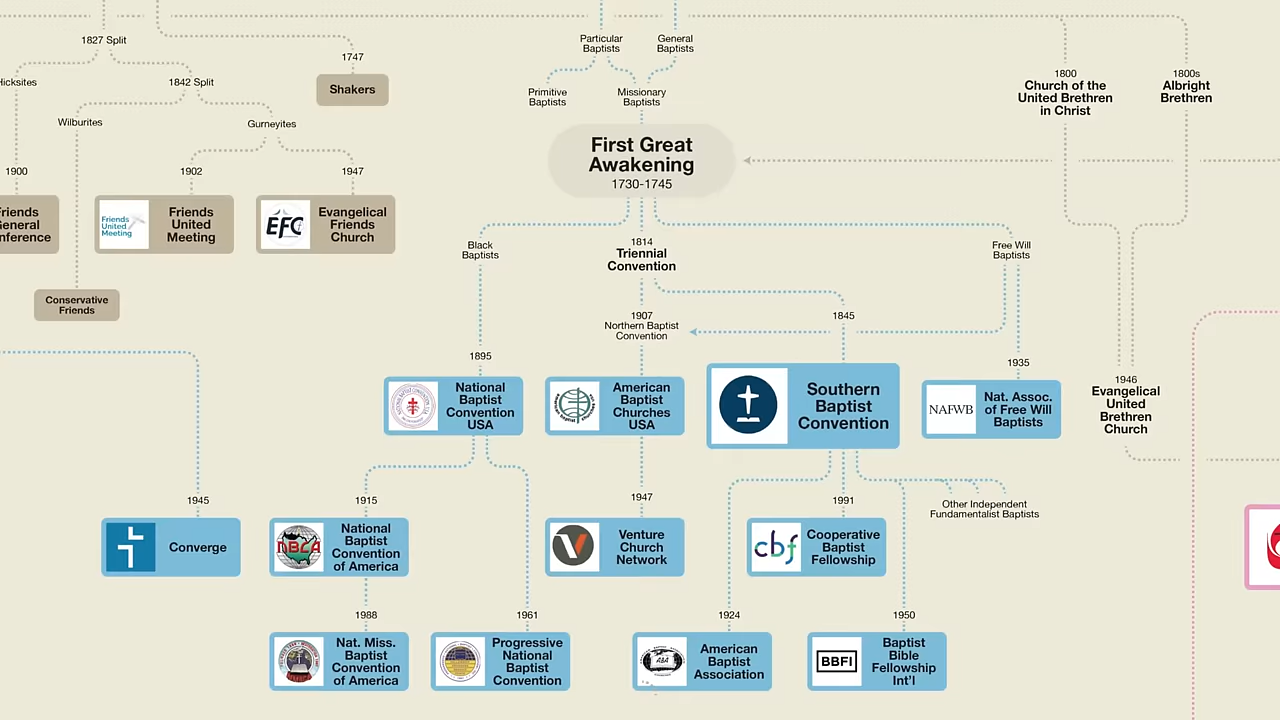 1827 Split
Hicksites
1842 Split
Wilburites
Gurneyites
1747
Shakers
1900
Friends
General
Conference
1902
Friends
United
Meeting
Friends
United
Meeting
1947
EFC
Evangelical
Friends
Church
Conservative
Friends
Particular
Baptists
General
Baptists
Primitive
Baptists
Missionary
Baptists
First Great
Awakening
1730-1745
1800
Church of the
United Brethren
in Christ
1800s
Albright
Brethren
Black
Baptists
1814
Triennial
Convention
Free Will
Baptists
1907
Northern Baptist
Convention
1845
1895
National
Baptist
Convention
USA
American
Baptist
Churches
USA
Southern
Baptist
Convention
1935
NAFWB
Nat. Assoc.
of Free Will
Baptists
1946
Evangelical
United
Brethren
Church
1945
Converge
1915
NBCA
National
Baptist
Convention
of America
1947
Venture
Church
Network
1991
cbf
Cooperative
Baptist
Fellowship
Other Independent
Fundamentalist Baptists
1988
Nat. Miss.
Baptist
Convention
of America
1961
Progressive
National
Baptist
Convention
1924
ABA
American
Baptist
Association
1950
BBFI
Baptist
Bible
Fellowship
Int'l